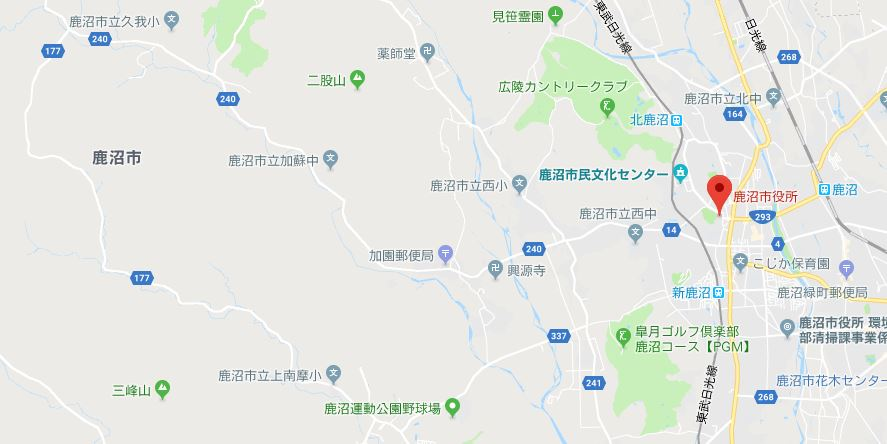 鹿沼市立久我小
240
177
見笹霊園
東武日光線
日光線
268
薬師堂
二股山
240
広陵カントリークラブ
鹿沼市立北中
164
北鹿沼
鹿沼市
鹿沼市立加蘇中
鹿沼市立西小
鹿沼市民文化センター
鹿沼市役所
鹿沼
鹿沼市立西中
293
14
4
加園郵便局
240
興源寺
こじか保育園
177
新鹿沼
鹿沼緑町郵便局
337
皐月ゴルフ倶楽部
鹿沼コース【PGM】
鹿沼市役所 環境
部清掃課事業係
鹿沼市立上南摩小
241
三峰山
268
鹿沼市花木センター
鹿沼運動公園野球場
東武日光線